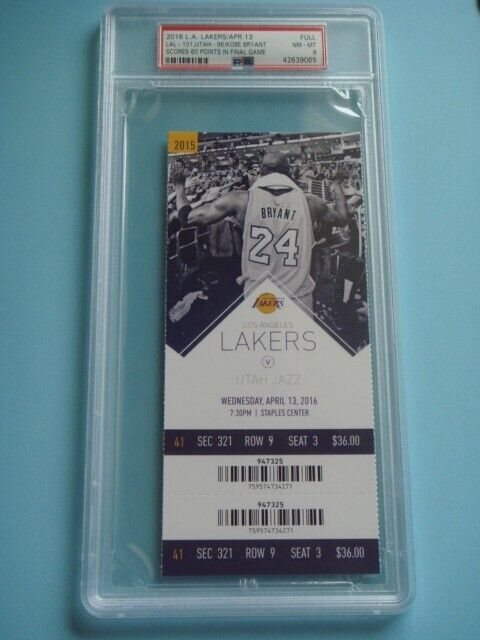 2016 L.A. LAKERS/APR.13 FULL
LAL - 101, UTAH - 96/KOBE BRYANT NM-MT
SCORES 60 POINTS IN FINAL GAME 8
PSA 42639065
2015
BRYANT
24
LAKERS
LOS ANGELES
LAKERS
V
UTAH JAZZ
WEDNESDAY, APRIL 13, 2016
7:30PM | STAPLES CENTER
41 SEC 321 ROW 9 SEAT 3 $36.00
947325
759574734271
947325
759574734271
41 SEC 321 ROW 9 SEAT 3 $36.00